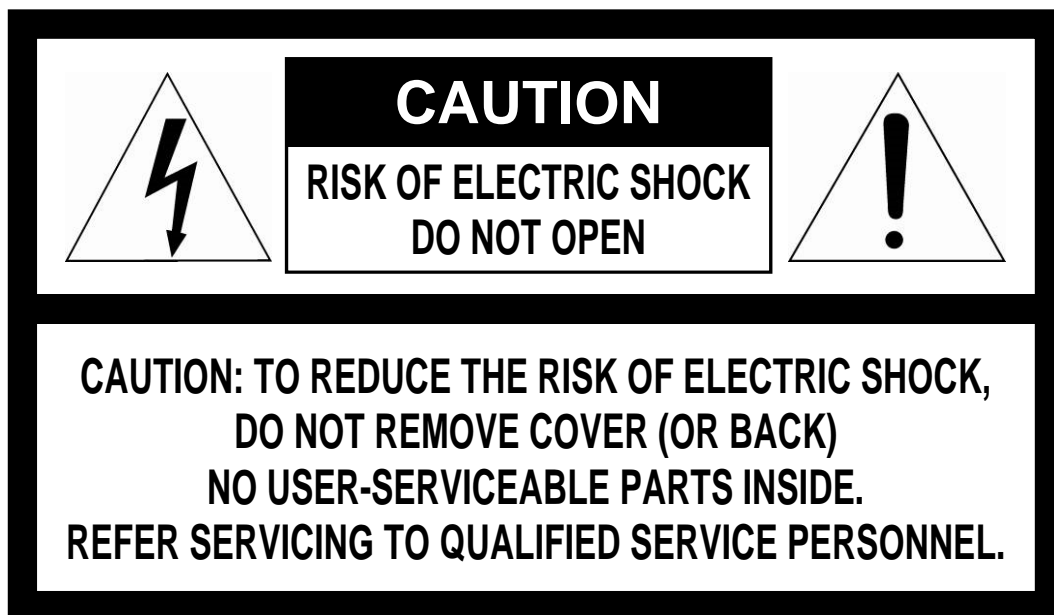 CAUTION
RISK OF ELECTRIC SHOCK
DO NOT OPEN
CAUTION: TO REDUCE THE RISK OF ELECTRIC SHOCK,
DO NOT REMOVE COVER (OR BACK)
NO USER-SERVICEABLE PARTS INSIDE.
REFER SERVICING TO QUALIFIED SERVICE PERSONNEL.